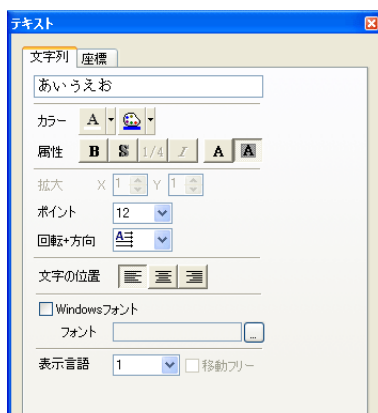 テキスト
文字列 座標
あいうえお
カラー A
属性 B S 1/4 I A A
拡大 X 1 Y 1
ポイント 12
回転+方向 A
文字の位置
Windowsフォント
フォント ...
表示言語 1 移動フリー